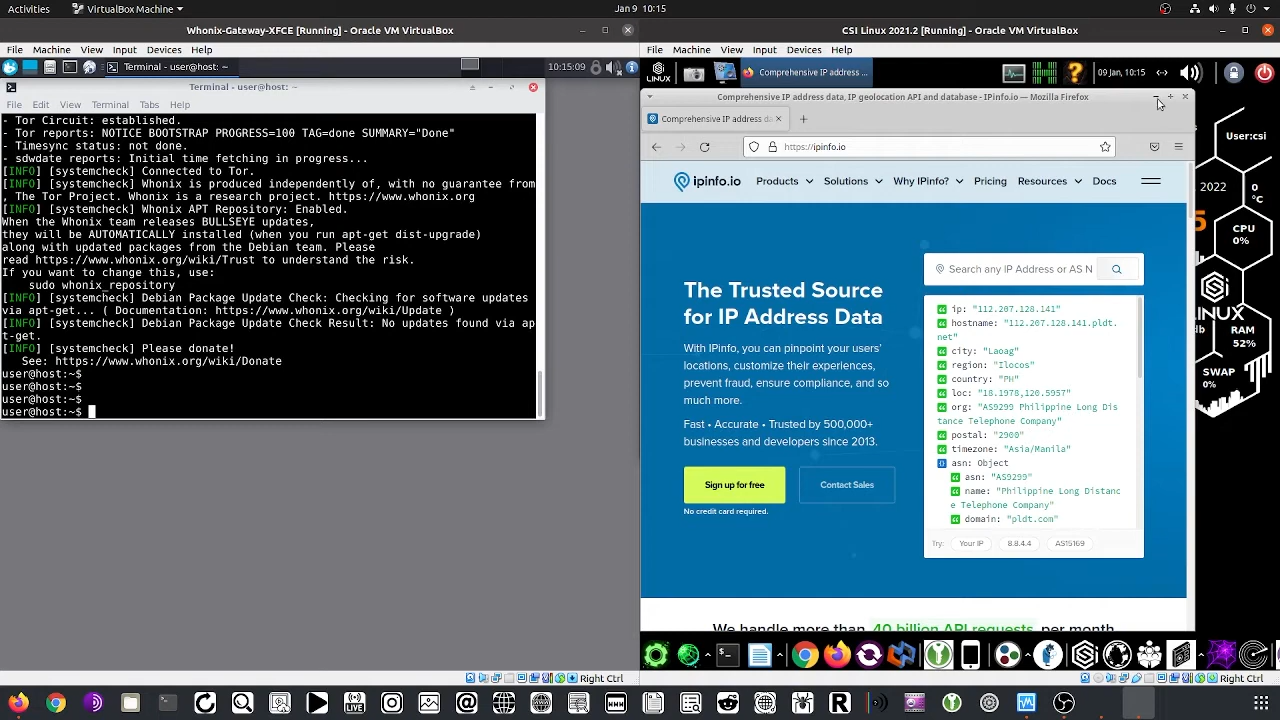 Activities
VirtualBox Machine
Jan 9 10:15
Whonix-Gateway-XFCE [Running] - Oracle VM VirtualBox
File Machine View Input Devices Help
Terminal - user@host: ~
10:15:09
Terminal - user@host: ~
File Edit View Terminal Tabs Help
- Tor Circuit: established.
- Tor reports: NOTICE BOOTSTRAP PROGRESS=100 TAG=done SUMMARY="Done"
- Timesync status: not done.
- sdwdate reports: Initial time fetching in progress...
[INFO] [systemcheck] Connected to Tor.
[INFO] [systemcheck] Whonix is produced independently of, with no guarantee from
, The Tor Project. Whonix is a research project. https://www.whonix.org
[INFO] [systemcheck] Whonix APT Repository: Enabled.
When the Whonix team releases BULLSEYE updates,
they will be AUTOMATICALLY installed (when you run apt-get dist-upgrade)
along with updated packages from the Debian team. Please
read https://www.whonix.org/wiki/Trust to understand the risk.
If you want to change this, use:
sudo whonix_repository
[INFO] [systemcheck] Debian Package Update Check: Checking for software updates
via apt-get... ( Documentation: https://www.whonix.org/wiki/Update )
[INFO] [systemcheck] Debian Package Update Check Result: No updates found via ap
t-get.
[INFO] [systemcheck] Please donate!
See: https://www.whonix.org/wiki/Donate
user@host:~$
user@host:~$
user@host:~$
user@host:~$
Right Ctrl
CSI Linux 2021.2 [Running] - Oracle VM VirtualBox
File Machine View Input Devices Help
LINUX
Comprehensive IP address ...
09 Jan, 10:15
Comprehensive IP address data, IP geolocation API and database - IPinfo.io — Mozilla Firefox
Comprehensive IP address da
https://ipinfo.io
ipinfo.io
Products
Solutions
Why IPinfo?
Pricing
Resources
Docs
The Trusted Source
for IP Address Data
With IPinfo, you can pinpoint your users'
locations, customize their experiences,
prevent fraud, ensure compliance, and so
much more.
Fast • Accurate • Trusted by 500,000+
businesses and developers since 2013.
Sign up for free
Contact Sales
No credit card required.
Search any IP Address or AS N
ip: "112.207.128.141"
hostname: "112.207.128.141.pldt.
net"
city: "Laoag"
region: "Ilocos"
country: "PH"
loc: "18.1978,120.5957"
org: "AS9299 Philippine Long Dis
tance Telephone Company"
postal: "2900"
timezone: "Asia/Manila"
asn: Object
asn: "AS9299"
name: "Philippine Long Distanc
e Telephone Company"
domain: "pldt.com"
Try:
Your IP
8.8.4.4
AS15169
We handle more than 40 billion API requests per month
User:csi
2022
0
°C
5
CPU
0%
LINUX
db
RAM
52%
SWAP
0%
Right Ctrl
LIVE
WWW
R